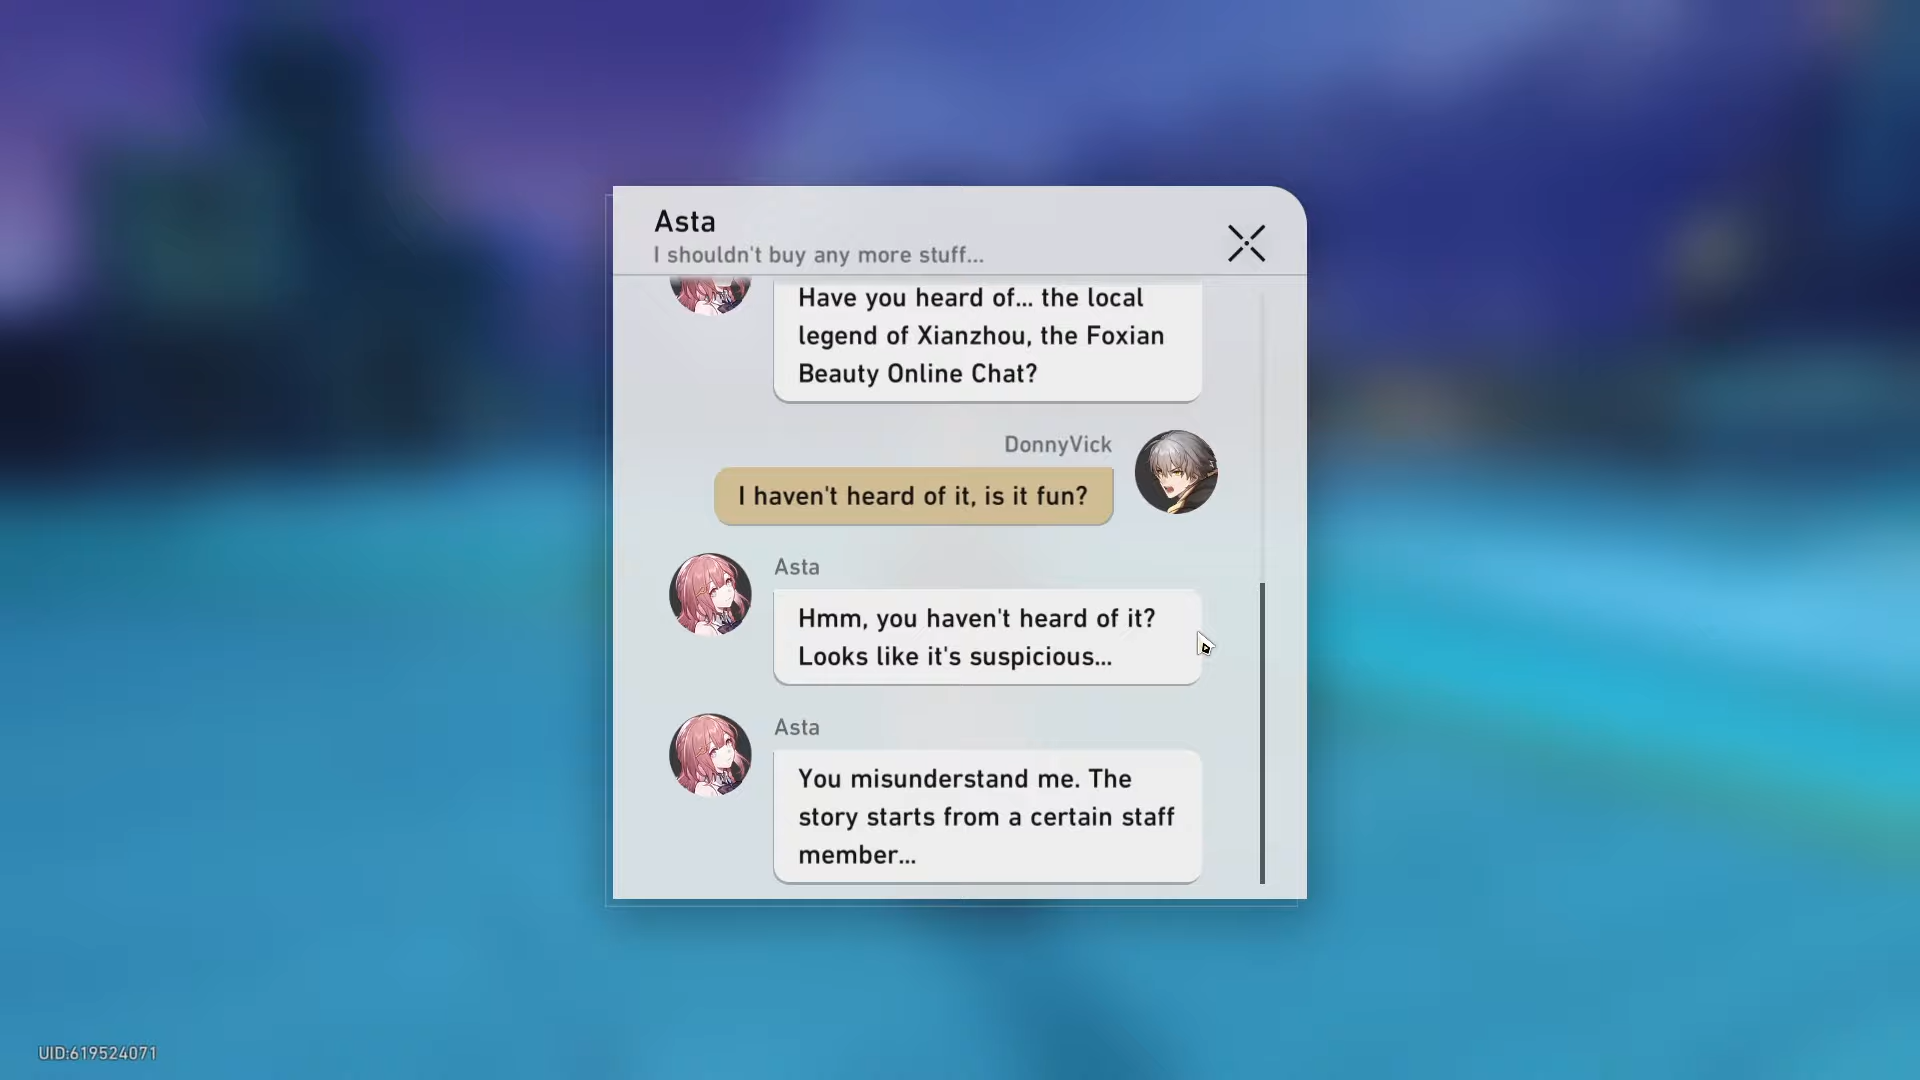 Asta
I shouldn't buy any more stuff...
Have you heard of... the local
legend of Xianzhou, the Foxian
Beauty Online Chat?
DonnyVick
I haven't heard of it, is it fun?
Asta
Hmm, you haven't heard of it?
Looks like it's suspicious...
Asta
You misunderstand me. The
story starts from a certain staff
member...
UID:619524071